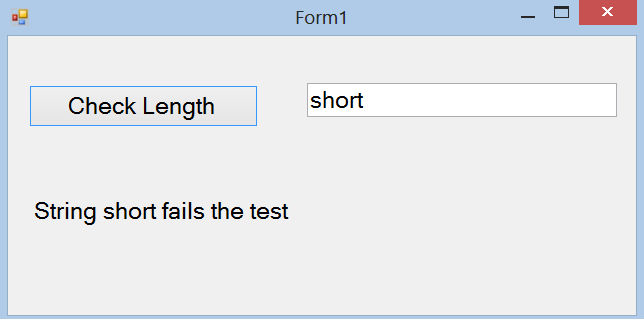 Form1
Check Length
short
String short fails the test